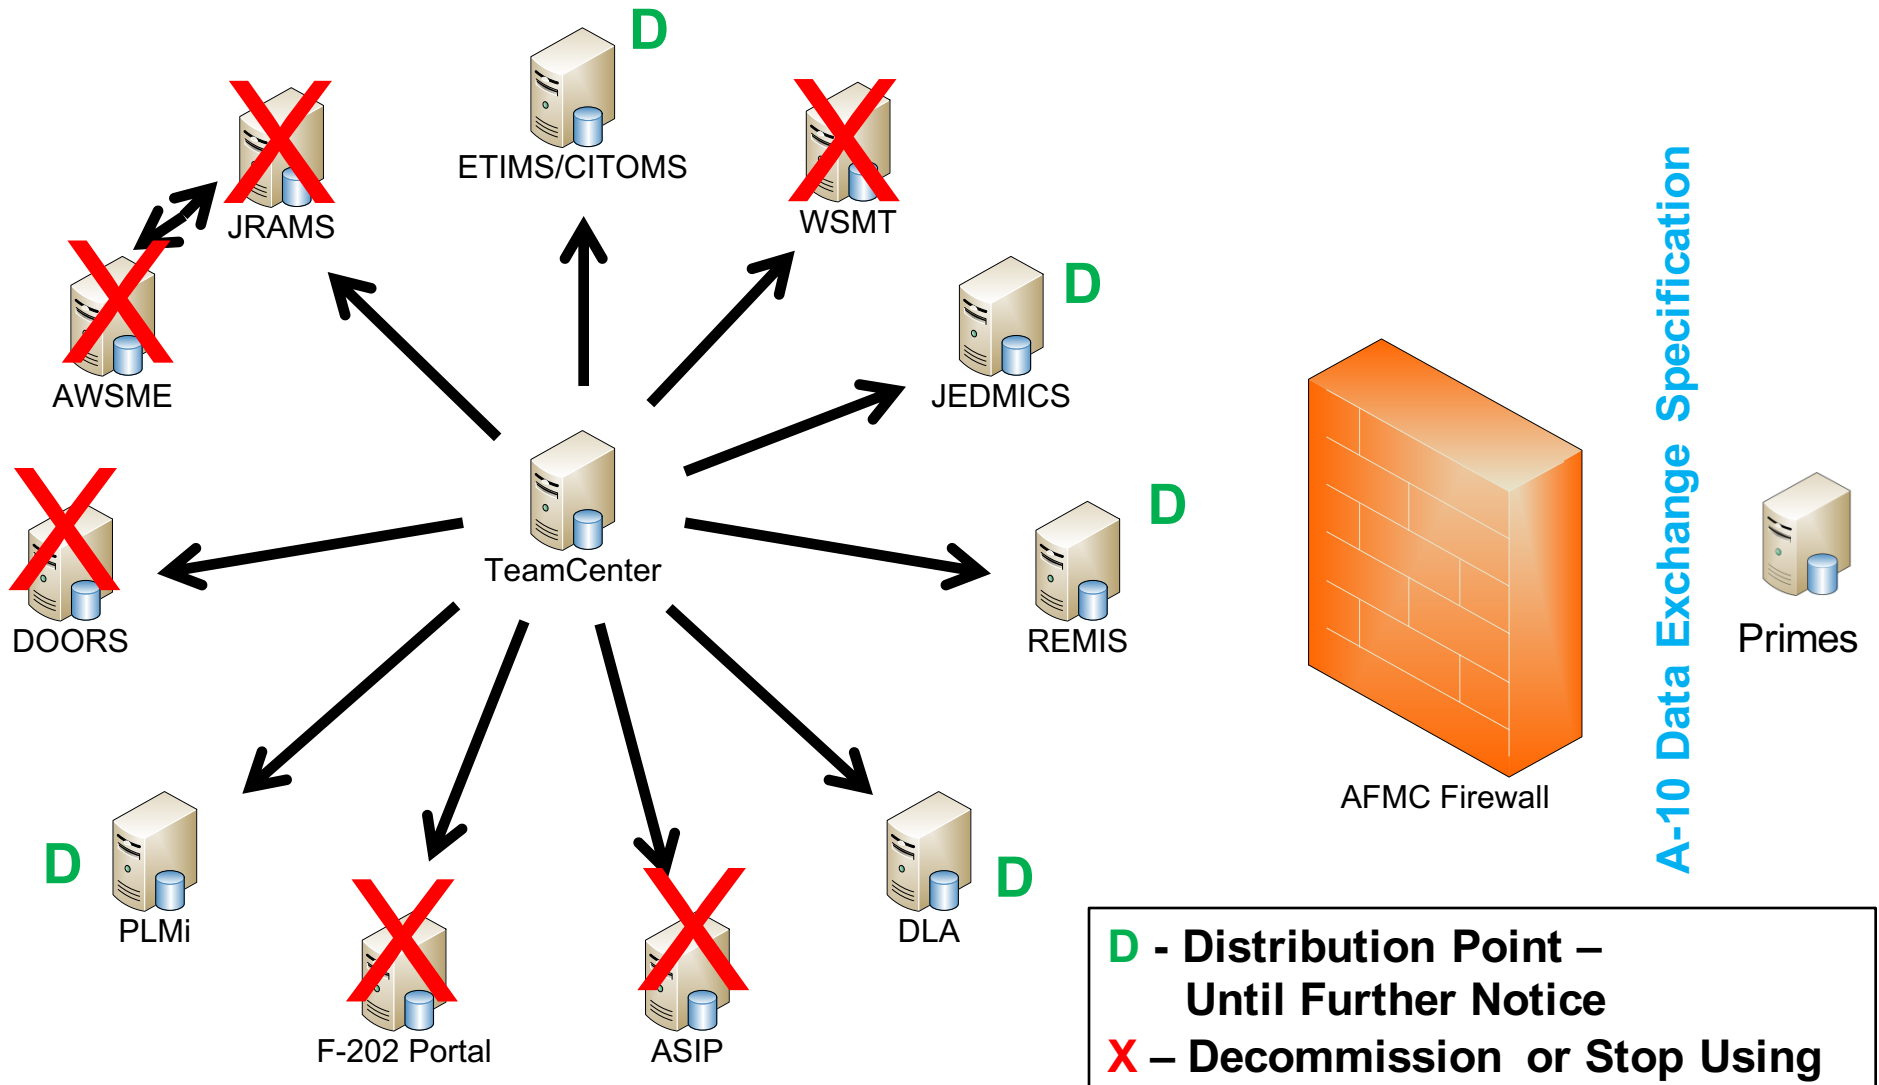 D
ETIMS/CITOMS
X
JRAMS
X
WSMT
X
AWSME
D
JEDMICS
X
DOORS
TeamCenter
D
REMIS
D
PLMi
X
F-202 Portal
X
ASIP
D
DLA
AFMC Firewall
A-10 Data Exchange Specification
Primes
D - Distribution Point –
Until Further Notice
X – Decommission or Stop Using